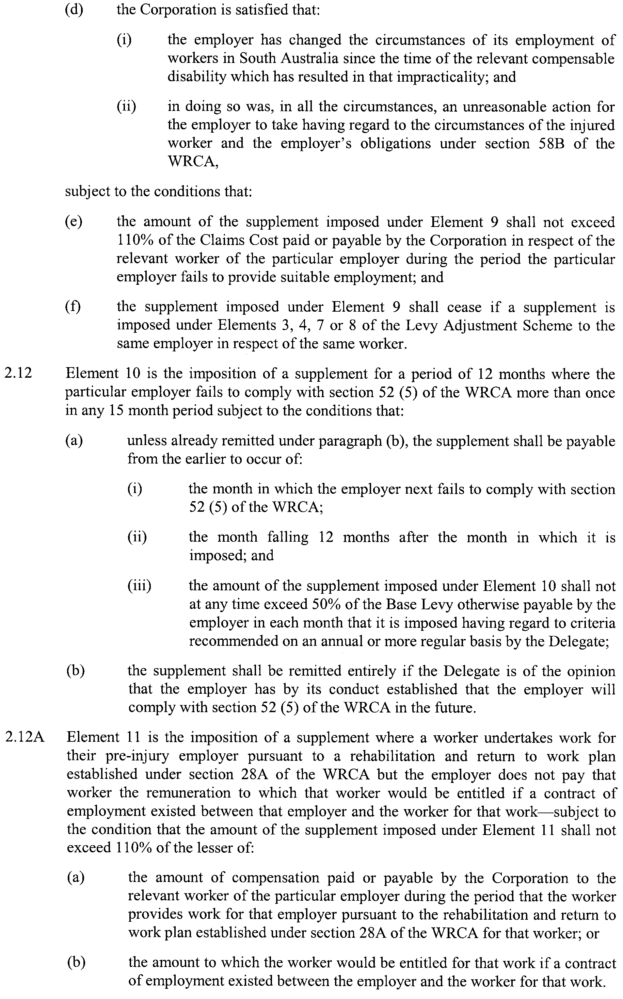 (d) the Corporation is satisfied that:
(i) the employer has changed the circumstances of its employment of
workers in South Australia since the time of the relevant compensable
disability which has resulted in that impracticality; and
(ii) in doing so was, in all the circumstances, an unreasonable action for
the employer to take having regard to the circumstances of the injured
worker and the employer’s obligations under section 58B of the
WRCA,
subject to the conditions that:
(e) the amount of the supplement imposed under Element 9 shall not exceed
110% of the Claims Cost paid or payable by the Corporation in respect of the
relevant worker of the particular employer during the period the particular
employer fails to provide suitable employment; and
(f) the supplement imposed under Element 9 shall cease if a supplement is
imposed under Elements 3, 4, 7 or 8 of the Levy Adjustment Scheme to the
same employer in respect of the same worker.
2.12 Element 10 is the imposition of a supplement for a period of 12 months where the
particular employer fails to comply with section 52 (5) of the WRCA more than once
in any 15 month period subject to the conditions that:
(a) unless already remitted under paragraph (b), the supplement shall be payable
from the earlier to occur of:
(i) the month in which the employer next fails to comply with section
52 (5) of the WRCA;
(ii) the month falling 12 months after the month in which it is
imposed; and
(iii) the amount of the supplement imposed under Element 10 shall not
at any time exceed 50% of the Base Levy otherwise payable by the
employer in each month that it is imposed having regard to criteria
recommended on an annual or more regular basis by the Delegate;
(b) the supplement shall be remitted entirely if the Delegate is of the opinion
that the employer has by its conduct established that the employer will
comply with section 52 (5) of the WRCA in the future.
2.12A Element 11 is the imposition of a supplement where a worker undertakes work for
their pre-injury employer pursuant to a rehabilitation and return to work plan
established under section 28A of the WRCA but the employer does not pay that
worker the remuneration to which that worker would be entitled if a contract of
employment existed between that employer and the worker for that work—subject to
the condition that the amount of the supplement imposed under Element 11 shall not
exceed 110% of the lesser of:
(a) the amount of compensation paid or payable by the Corporation to the
relevant worker of the particular employer during the period that the worker
provides work for that employer pursuant to the rehabilitation and return to
work plan established under section 28A of the WRCA for that worker; or
(b) the amount to which the worker would be entitled for that work if a contract
of employment existed between the employer and the worker for that work.